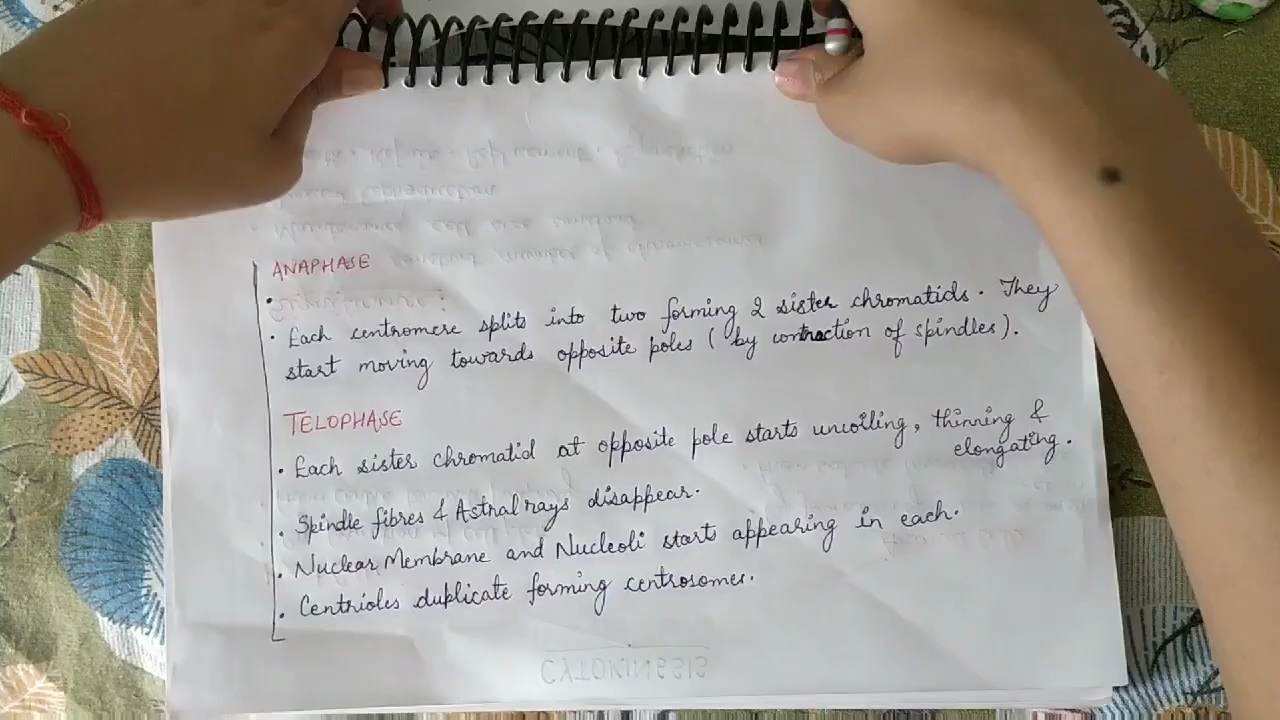 ANAPHASE
• Each centromere splits into two forming 2 sister chromatids. They
start moving towards opposite poles (by contraction of spindles).
TELOPHASE
• Each sister chromatid at opposite pole starts uncoiling, thinning &
elongating.
• Spindle fibres & Astral rays disappear.
• Nuclear Membrane and Nucleoli starts appearing in each.
• Centrioles duplicate forming centrosomes.
CYTOKINESIS